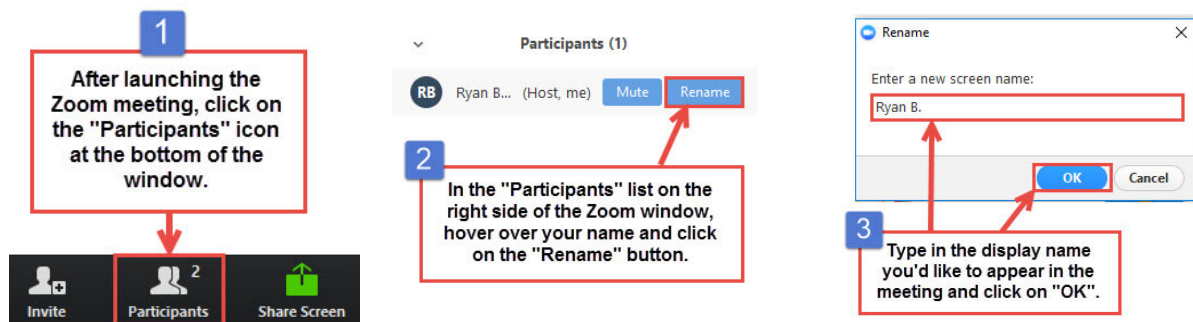 1
After launching the
Zoom meeting, click on
the "Participants" icon
at the bottom of the
window.
Invite
Participants
2
Share Screen
Participants (1)
RB
Ryan B... (Host, me)
Mute
Rename
2
In the "Participants" list on the
right side of the Zoom window,
hover over your name and click
on the "Rename" button.
Rename
Enter a new screen name:
Ryan B.
OK
Cancel
3
Type in the display name
you'd like to appear in the
meeting and click on "OK".